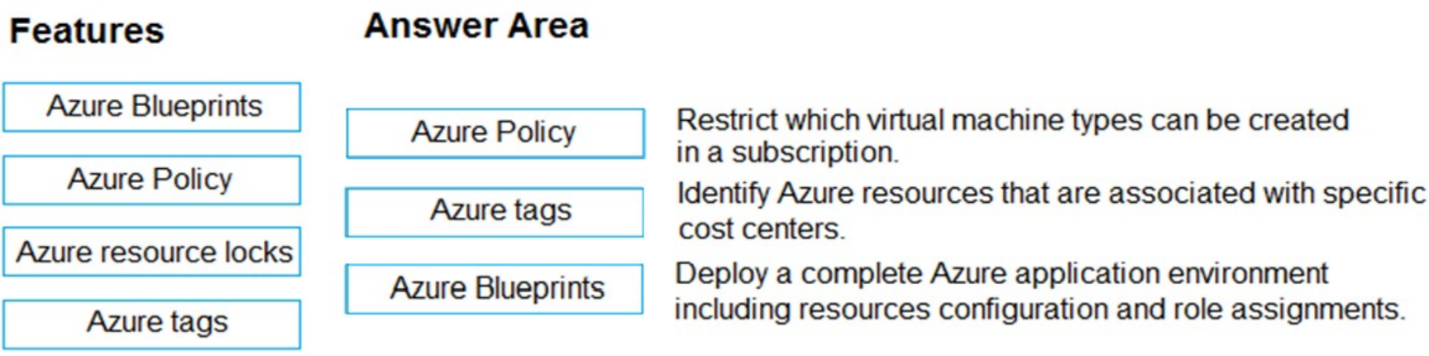 Features
Answer Area
Azure Blueprints
Azure Policy
Azure resource locks
Azure tags
Azure Policy
Restrict which virtual machine types can be created
in a subscription.
Azure tags
Identify Azure resources that are associated with specific
cost centers.
Azure Blueprints
Deploy a complete Azure application environment
including resources configuration and role assignments.